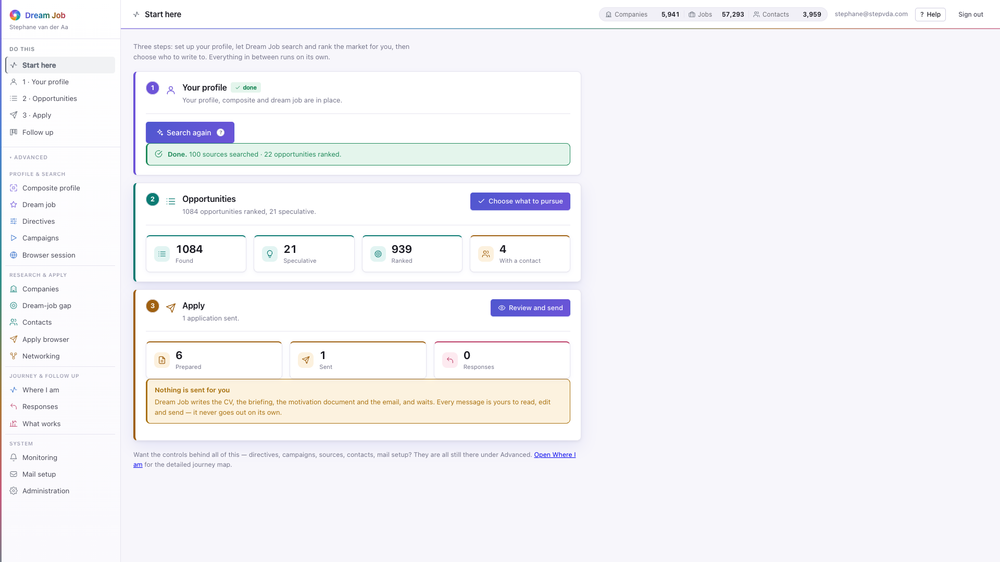 Dream Job
Stephane van der Aa
DO THIS
Start here
1 · Your profile
2 · Opportunities
3 · Apply
Follow up
ADVANCED
PROFILE & SEARCH
Composite profile
Dream job
Directives
Campaigns
Browser session
RESEARCH & APPLY
Companies
Dream-job gap
Contacts
Apply browser
Networking
JOURNEY & FOLLOW UP
Where I am
Responses
What works
SYSTEM
Monitoring
Mail setup
Administration
Start here
Companies 5,941 Jobs 57,293 Contacts 3,959 stephane@stepvda.com ? Help Sign out
Three steps: set up your profile, let Dream Job search and rank the market for you, then
choose who to write to. Everything in between runs on its own.
1 Your profile done
Your profile, composite and dream job are in place.
Search again ?
Done. 100 sources searched · 22 opportunities ranked.
2 Opportunities
1084 opportunities ranked, 21 speculative.
Choose what to pursue
1084
Found
21
Speculative
939
Ranked
4
With a contact
3 Apply
1 application sent.
Review and send
6
Prepared
1
Sent
0
Responses
Nothing is sent for you
Dream Job writes the CV, the briefing, the motivation document and the email, and waits. Every message is yours to read, edit
and send — it never goes out on its own.
Want the controls behind all of this — directives, campaigns, sources, contacts, mail setup? They are all still there under Advanced. Open Where I
am for the detailed journey map.